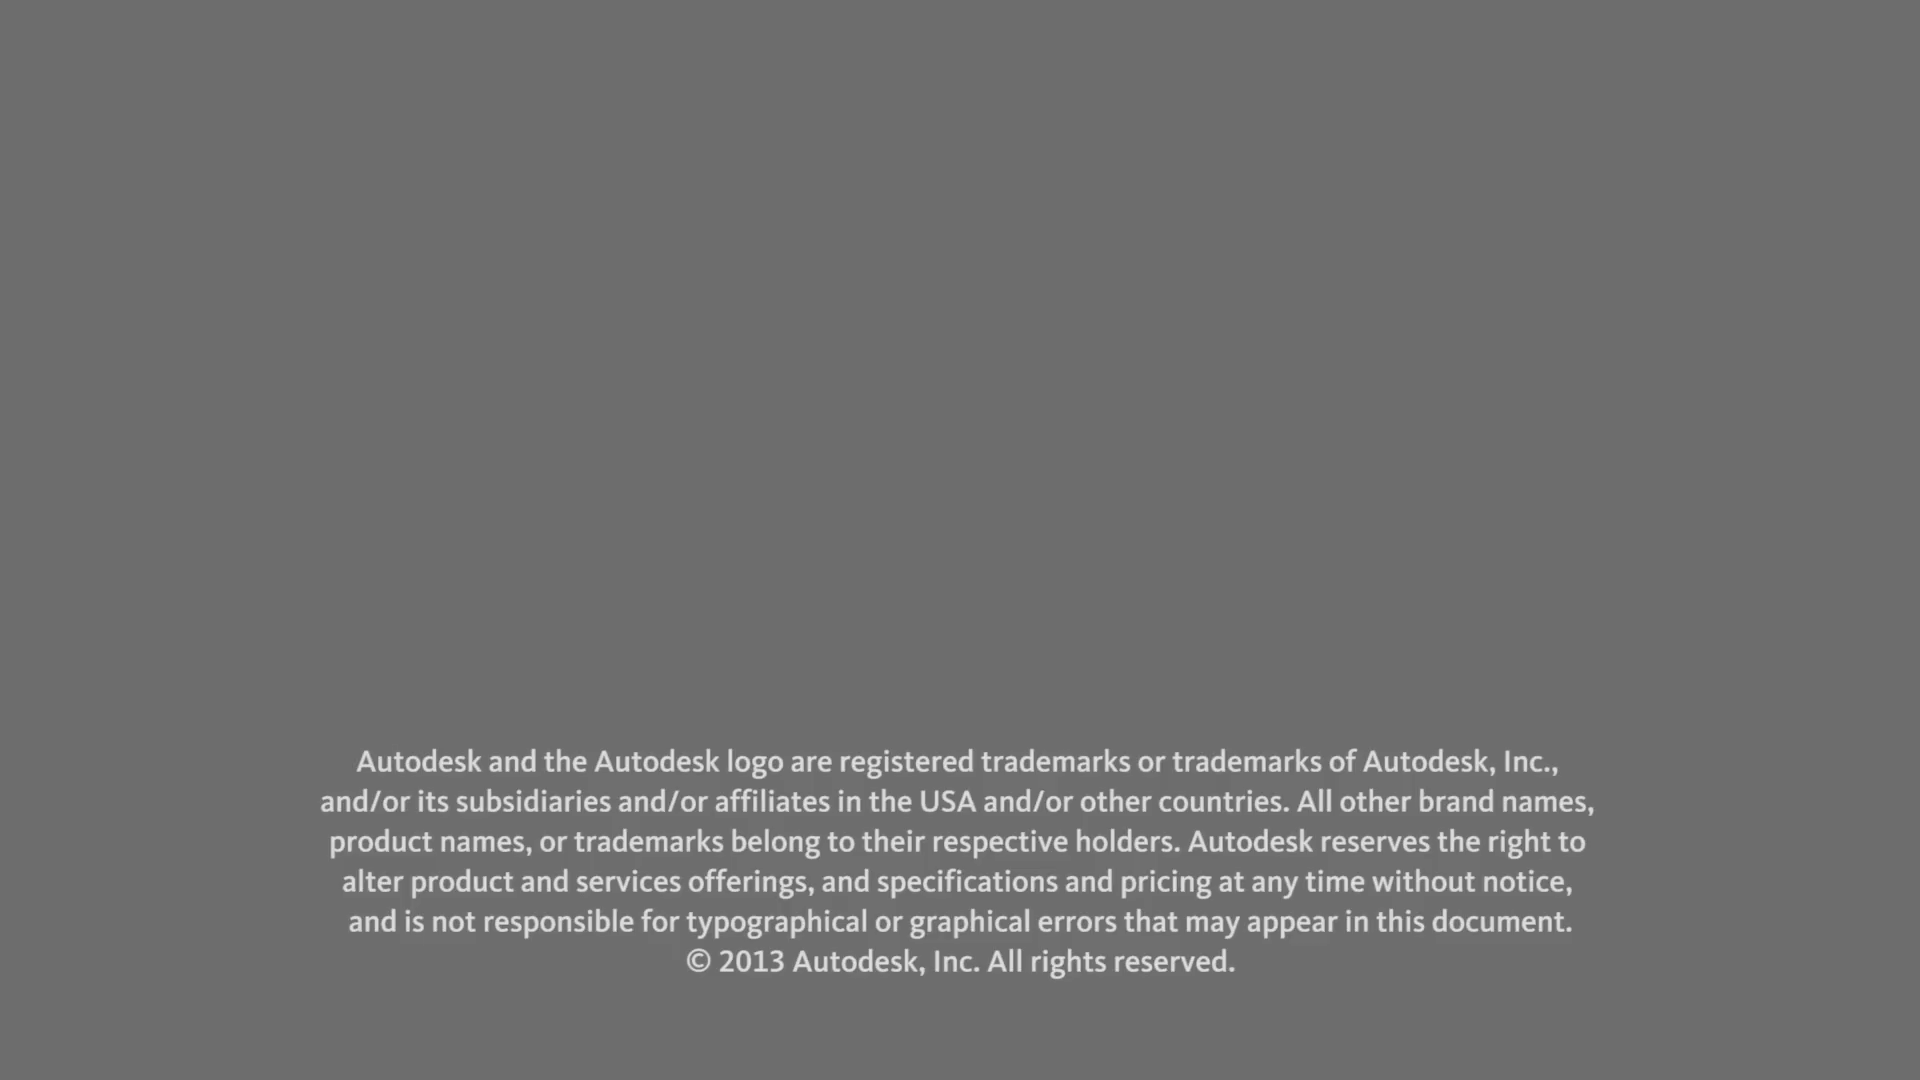 Autodesk and the Autodesk logo are registered trademarks or trademarks of Autodesk, Inc.,
and/or its subsidiaries and/or affiliates in the USA and/or other countries. All other brand names,
product names, or trademarks belong to their respective holders. Autodesk reserves the right to
alter product and services offerings, and specifications and pricing at any time without notice,
and is not responsible for typographical or graphical errors that may appear in this document.
© 2013 Autodesk, Inc. All rights reserved.